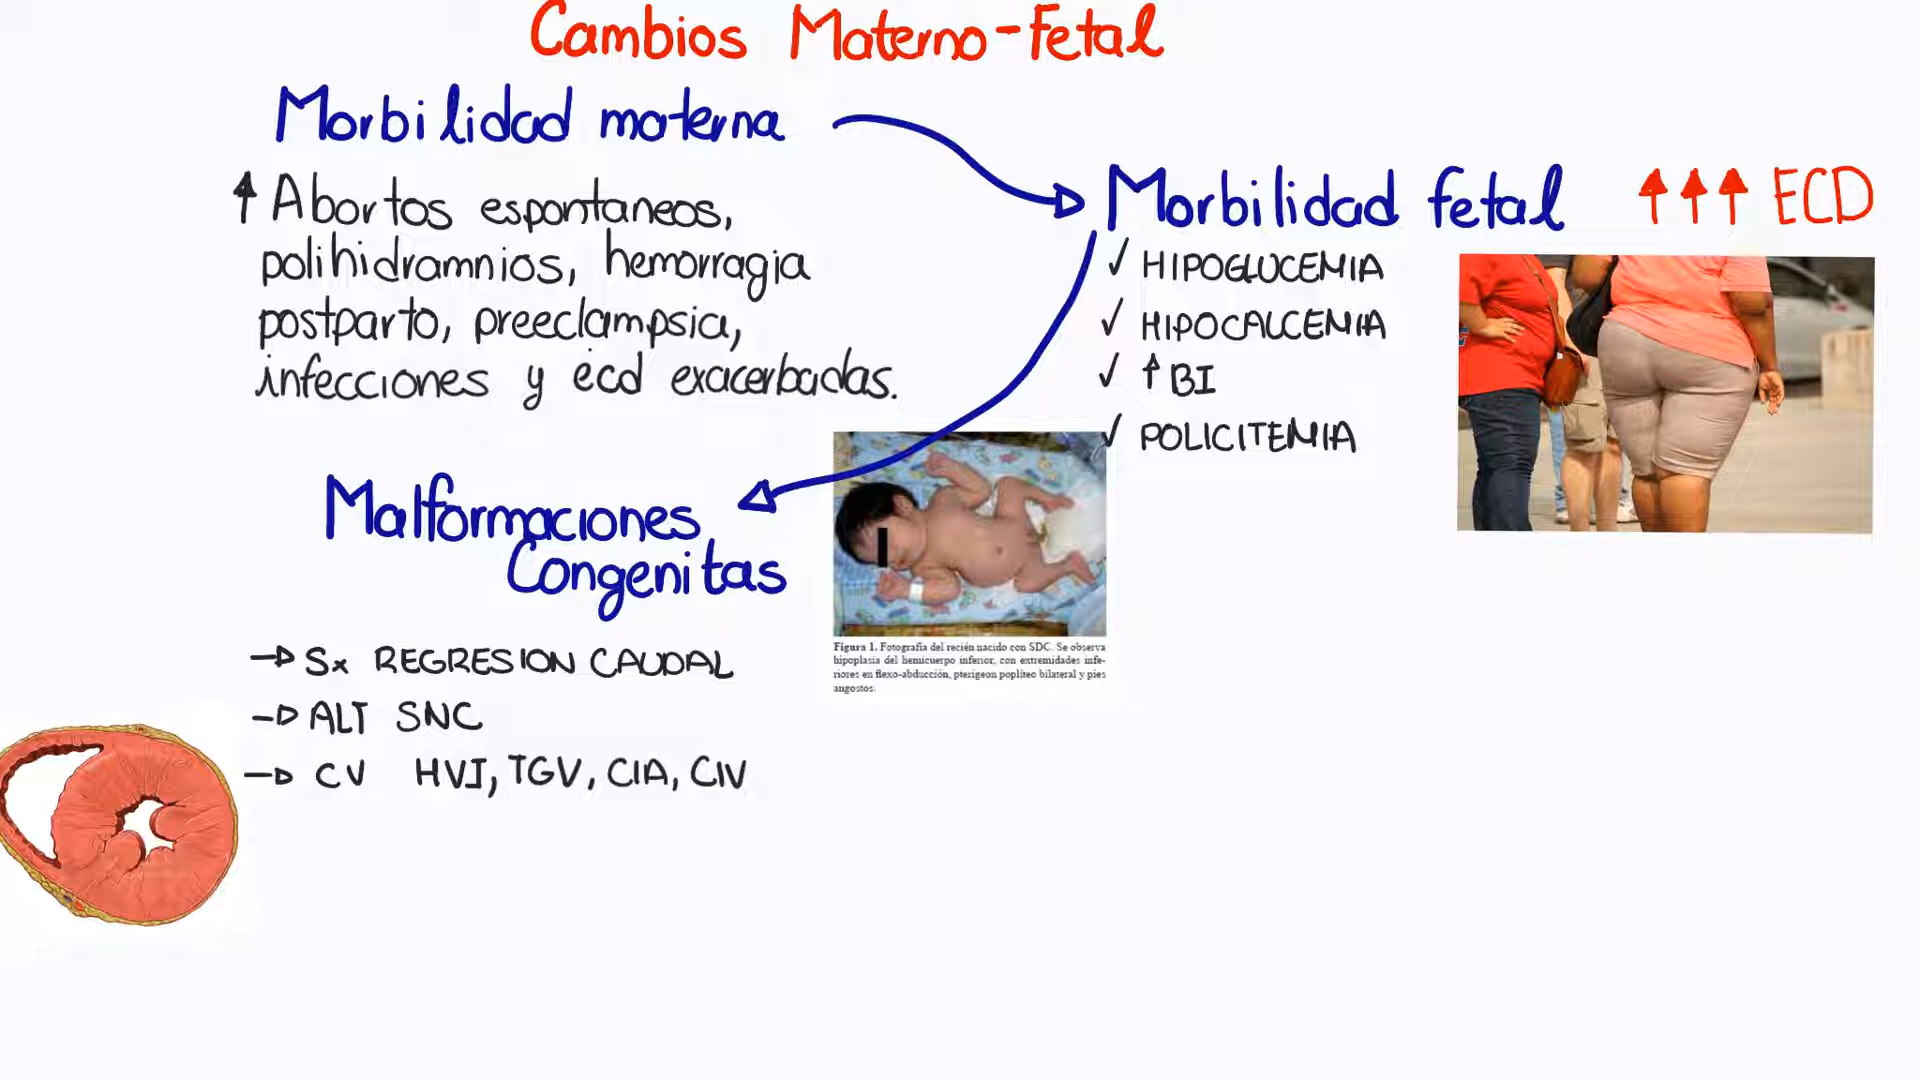 Cambios Materno-Fetal
Morbilidad materna
↑ Abortos espontaneos,
polihidramnios, hemorragia
postparto, preeclampsia,
infecciones y ecd exacerbadas.
Morbilidad fetal ↑↑↑ ECD
✓ HIPOGLUCEMIA
✓ HIPOCALCEMIA
✓ ↑ BI
✓ POLICITEMIA
Malformaciones
Congenitas
→ Sx REGRESION CAUDAL
→ ALT SNC
→ CV HVI, TGV, CIA, CIV
Figura 1. Fotografía del recién nacido con SDC. Se observa
hipoplasia del hemicuerpo inferior, con extremidades infe-
riores en flexo-abducción, pterigeon poplíteo bilateral y pies
angostos.